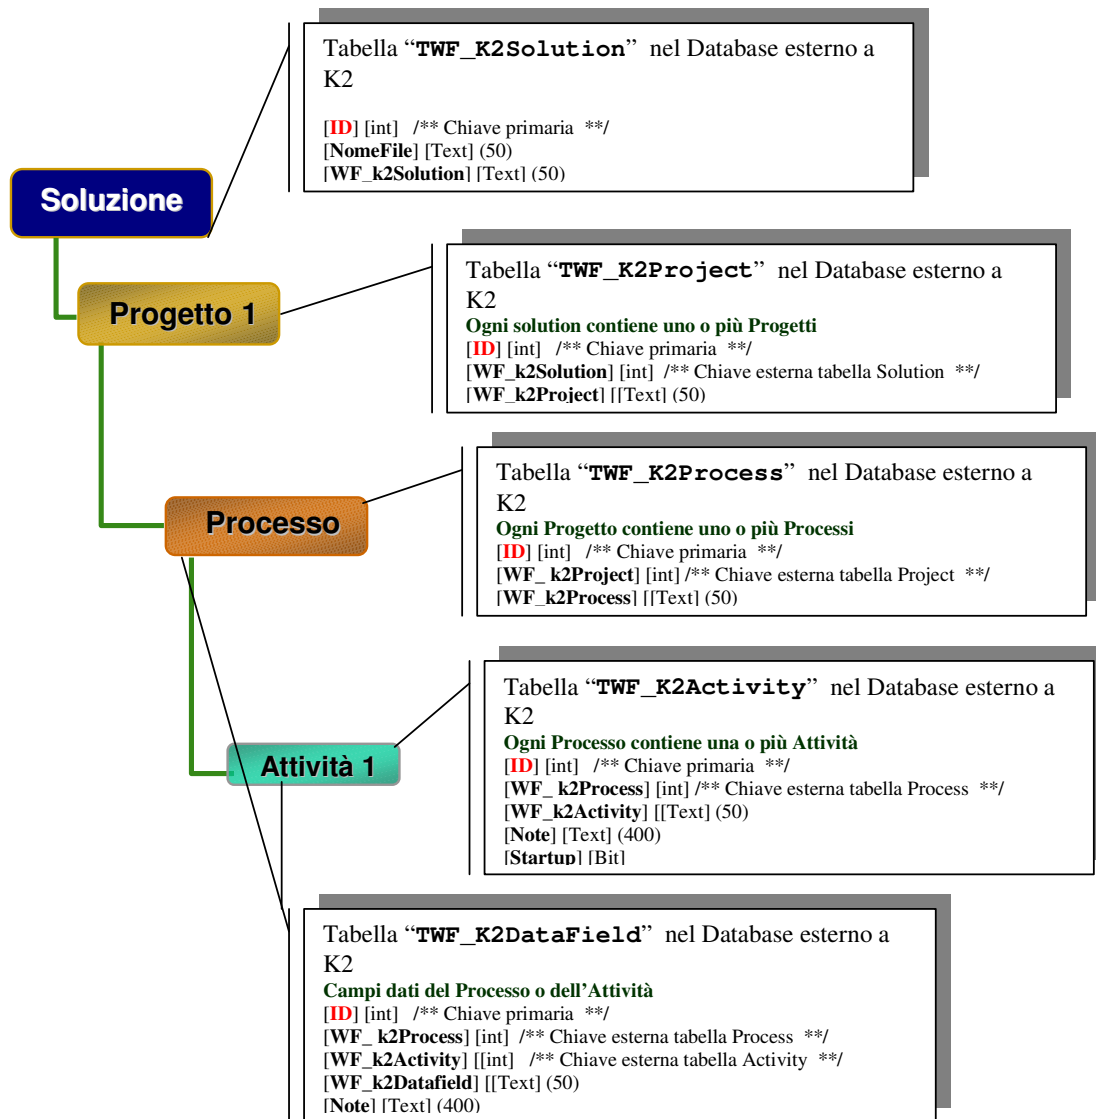 Tabella “TWF_K2Solution” nel Database esterno a
K2
[ID] [int] /** Chiave primaria **/
[NomeFile] [Text] (50)
[WF_k2Solution] [Text] (50)
Soluzione
Tabella “TWF_K2Project” nel Database esterno a
K2
Ogni solution contiene uno o più Progetti
[ID] [int] /** Chiave primaria **/
[WF_k2Solution] [int] /** Chiave esterna tabella Solution **/
[WF_k2Project] [[Text] (50)
Progetto 1
Tabella “TWF_K2Process” nel Database esterno a
K2
Ogni Progetto contiene uno o più Processi
[ID] [int] /** Chiave primaria **/
[WF_ k2Project] [int] /** Chiave esterna tabella Project **/
[WF_k2Process] [[Text] (50)
Processo
Tabella “TWF_K2Activity” nel Database esterno a
K2
Ogni Processo contiene una o più Attività
[ID] [int] /** Chiave primaria **/
[WF_ k2Process] [int] /** Chiave esterna tabella Process **/
[WF_k2Activity] [[Text] (50)
[Note] [Text] (400)
[Startup] [Bit]
Attività 1
Tabella “TWF_K2DataField” nel Database esterno a
K2
Campi dati del Processo o dell’Attività
[ID] [int] /** Chiave primaria **/
[WF_ k2Process] [int] /** Chiave esterna tabella Process **/
[WF_k2Activity] [[int] /** Chiave esterna tabella Activity **/
[WF_k2Datafield] [[Text] (50)
[Note] [Text] (400)